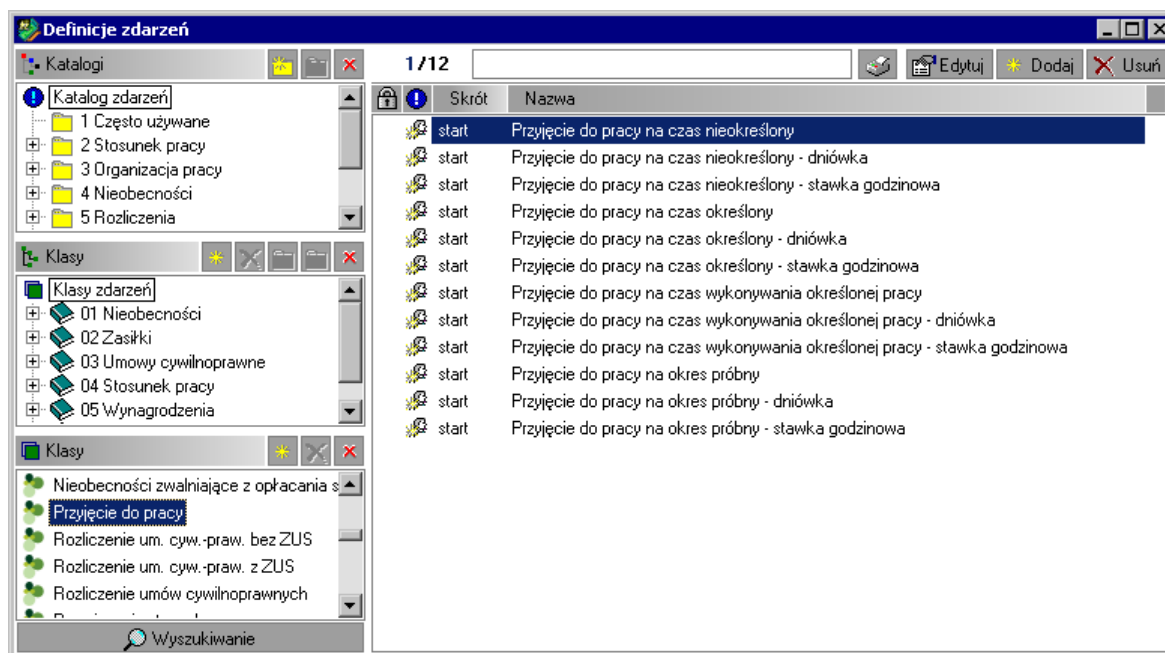 Definicje zdarzeń
Katalogi
Katalog zdarzeń
1 Często używane
2 Stosunek pracy
3 Organizacja pracy
4 Nieobecności
5 Rozliczenia
Klasy
Klasy zdarzeń
01 Nieobecności
02 Zasiłki
03 Umowy cywilnoprawne
04 Stosunek pracy
05 Wynagrodzenia
Klasy
Nieobecności zwalniające z opłacania s
Przyjęcie do pracy
Rozliczenie um. cyw.-praw. bez ZUS
Rozliczenie um. cyw.-praw. z ZUS
Rozliczenie umów cywilnoprawnych
Wyszukiwanie
1/12 Edytuj Dodaj Usuń
Skrót Nazwa
start Przyjęcie do pracy na czas nieokreślony
start Przyjęcie do pracy na czas nieokreślony - dniówka
start Przyjęcie do pracy na czas nieokreślony - stawka godzinowa
start Przyjęcie do pracy na czas określony
start Przyjęcie do pracy na czas określony - dniówka
start Przyjęcie do pracy na czas określony - stawka godzinowa
start Przyjęcie do pracy na czas wykonywania określonej pracy
start Przyjęcie do pracy na czas wykonywania określonej pracy - dniówka
start Przyjęcie do pracy na czas wykonywania określonej pracy - stawka godzinowa
start Przyjęcie do pracy na okres próbny
start Przyjęcie do pracy na okres próbny - dniówka
start Przyjęcie do pracy na okres próbny - stawka godzinowa